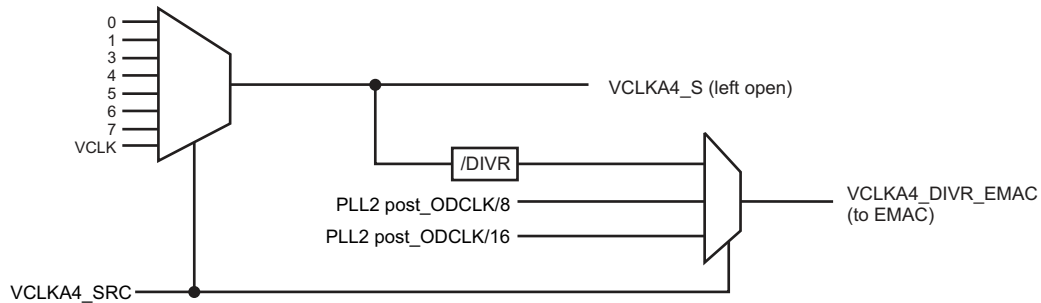 0
1
3
4
5
6
7
VCLK
VCLKA4_S (left open)
/DIVR
PLL2 post_ODCLK/8
PLL2 post_ODCLK/16
VCLKA4_DIVR_EMAC
(to EMAC)
VCLKA4_SRC